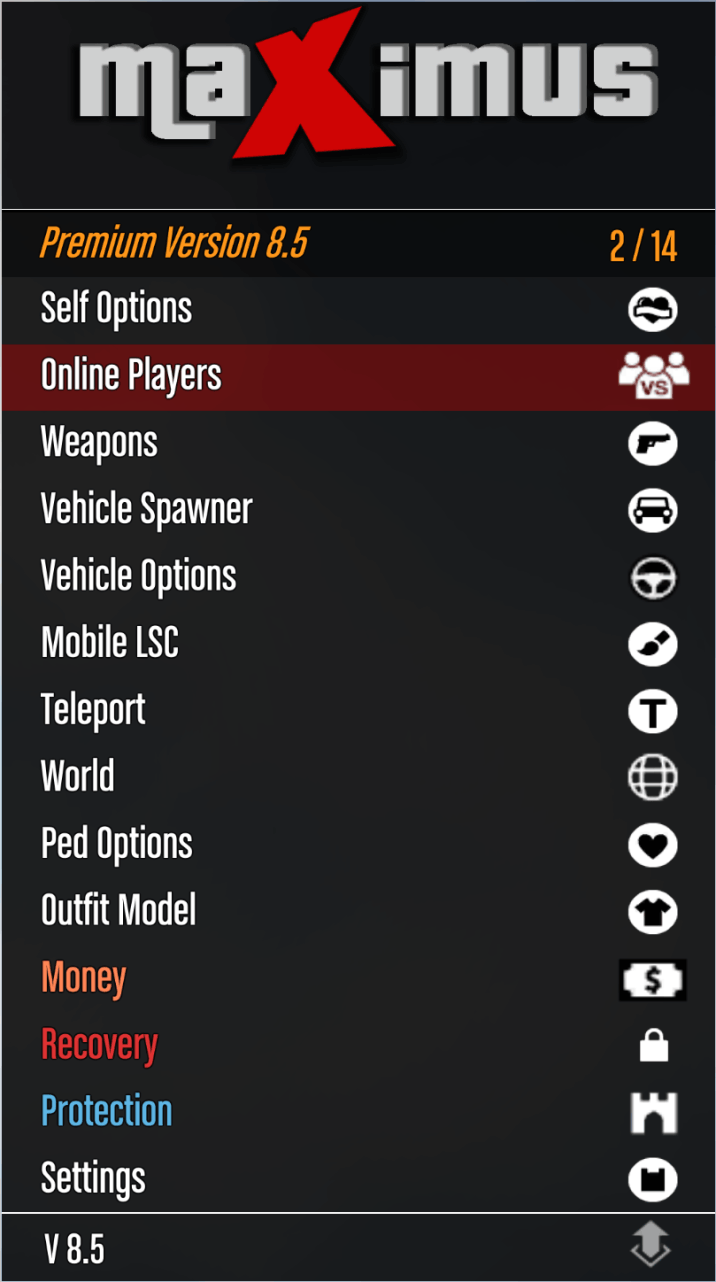 maXimus
Premium Version 8.5 2 / 14
Self Options
Online Players VS
Weapons
Vehicle Spawner
Vehicle Options
Mobile LSC
Teleport T
World
Ped Options
Outfit Model
Money $
Recovery
Protection
Settings
V 8.5